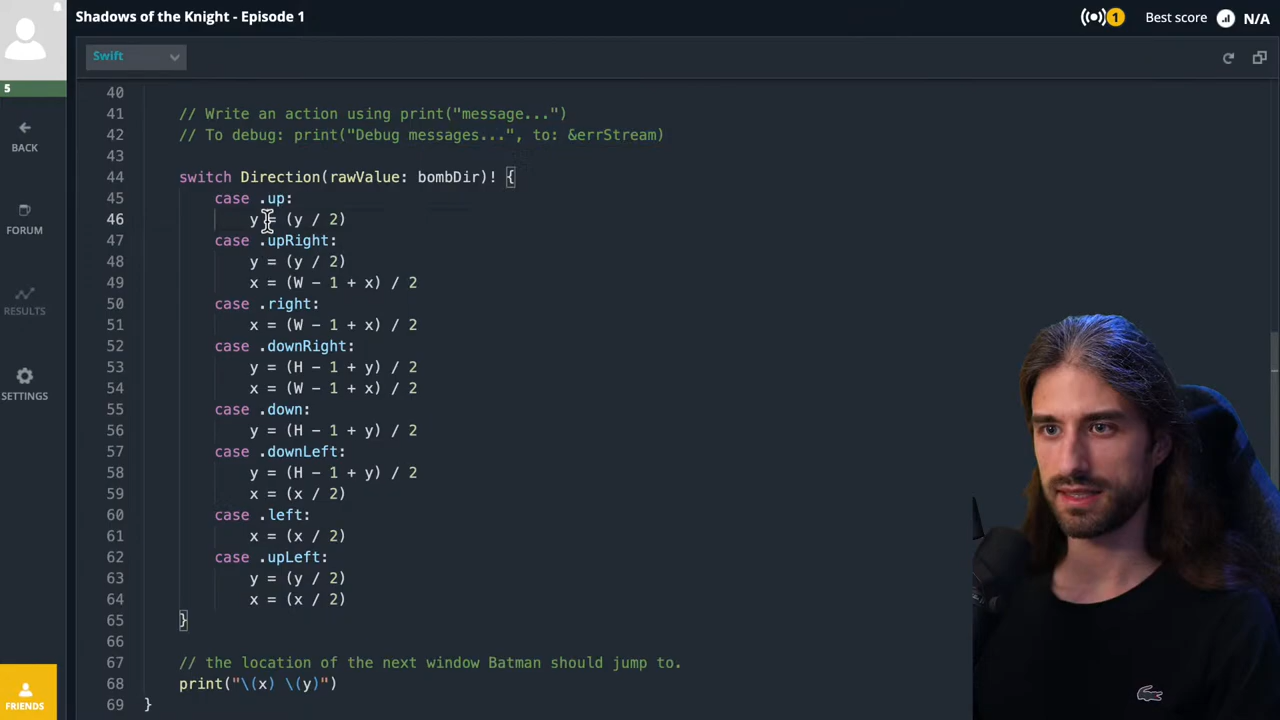 Shadows of the Knight - Episode 1
1
Best score
N/A
5
Swift
BACK
FORUM
RESULTS
SETTINGS
FRIENDS
40
41 // Write an action using print("message...")
42 // To debug: print("Debug messages...", to: &errStream)
43
44 switch Direction(rawValue: bombDir)! {
45 case .up:
46 y = (y / 2)
47 case .upRight:
48 y = (y / 2)
49 x = (W - 1 + x) / 2
50 case .right:
51 x = (W - 1 + x) / 2
52 case .downRight:
53 y = (H - 1 + y) / 2
54 x = (W - 1 + x) / 2
55 case .down:
56 y = (H - 1 + y) / 2
57 case .downLeft:
58 y = (H - 1 + y) / 2
59 x = (x / 2)
60 case .left:
61 x = (x / 2)
62 case .upLeft:
63 y = (y / 2)
64 x = (x / 2)
65 }
66
67 // the location of the next window Batman should jump to.
68 print("\(x) \(y)")
69 }